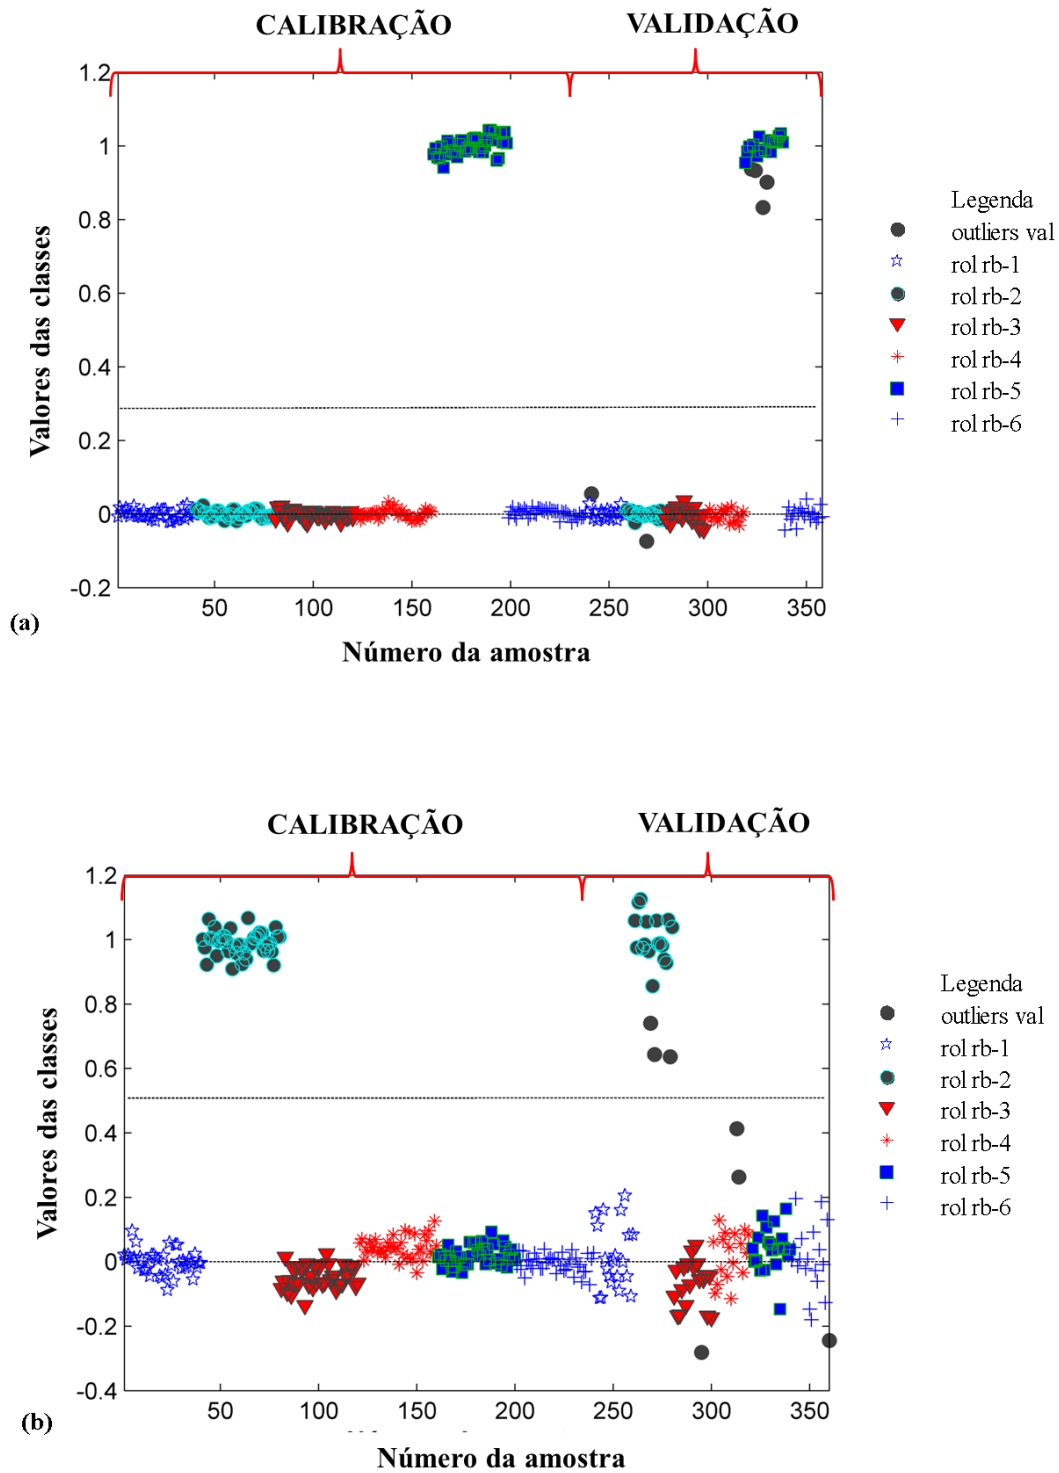 CALIBRAÇÃO VALIDAÇÃO
1.2
1
0.8
0.6
0.4
0.2
0
-0.2
50 100 150 200 250 300 350
Valores das classes
Número da amostra
(a)
Legenda
outliers val
rol rb-1
rol rb-2
rol rb-3
rol rb-4
rol rb-5
rol rb-6
CALIBRAÇÃO VALIDAÇÃO
1.2
1
0.8
0.6
0.4
0.2
0
-0.2
-0.4
50 100 150 200 250 300 350
Valores das classes
Número da amostra
(b)
Legenda
outliers val
rol rb-1
rol rb-2
rol rb-3
rol rb-4
rol rb-5
rol rb-6